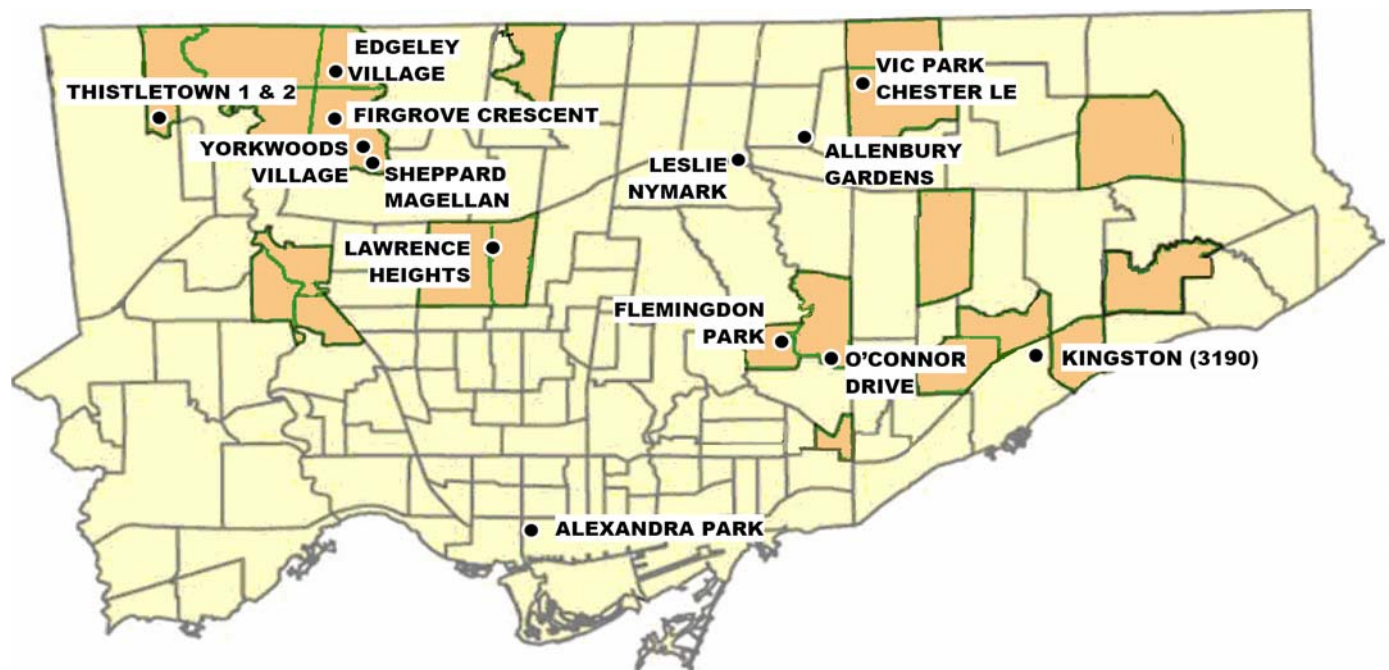 EDGELEY
VILLAGE
THISTLETOWN 1 & 2
FIRGROVE CRESCENT
YORKWOODS
VILLAGE
SHEPPARD
MAGELLAN
VIC PARK
CHESTER LE
ALLENBURY
GARDENS
LESLIE
NYMARK
LAWRENCE
HEIGHTS
FLEMINGDON
PARK
O'CONNOR
DRIVE
KINGSTON (3190)
ALEXANDRA PARK